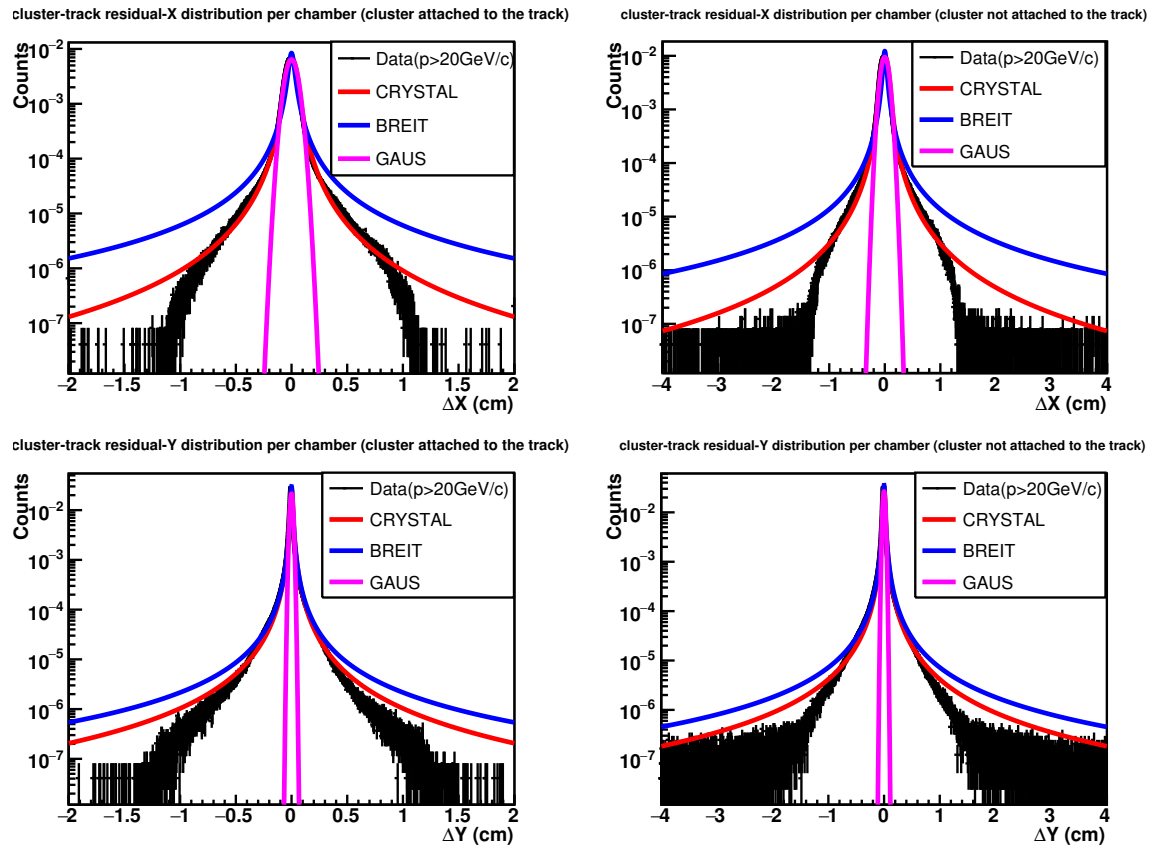 cluster-track residual-X distribution per chamber (cluster attached to the track)
Counts
10−2
10−3
10−4
10−5
10−6
10−7
Data(p>20GeV/c)
CRYSTAL
BREIT
GAUS
−2 −1.5 −1 −0.5 0 0.5 1 1.5 2
ΔX (cm)
cluster-track residual-X distribution per chamber (cluster not attached to the track)
Counts
10−2
10−3
10−4
10−5
10−6
10−7
Data(p>20GeV/c)
CRYSTAL
BREIT
GAUS
−4 −3 −2 −1 0 1 2 3 4
ΔX (cm)
cluster-track residual-Y distribution per chamber (cluster attached to the track)
Counts
10−2
10−3
10−4
10−5
10−6
10−7
Data(p>20GeV/c)
CRYSTAL
BREIT
GAUS
−2 −1.5 −1 −0.5 0 0.5 1 1.5 2
ΔY (cm)
cluster-track residual-Y distribution per chamber (cluster not attached to the track)
Counts
10−2
10−3
10−4
10−5
10−6
10−7
Data(p>20GeV/c)
CRYSTAL
BREIT
GAUS
−4 −3 −2 −1 0 1 2 3 4
ΔY (cm)